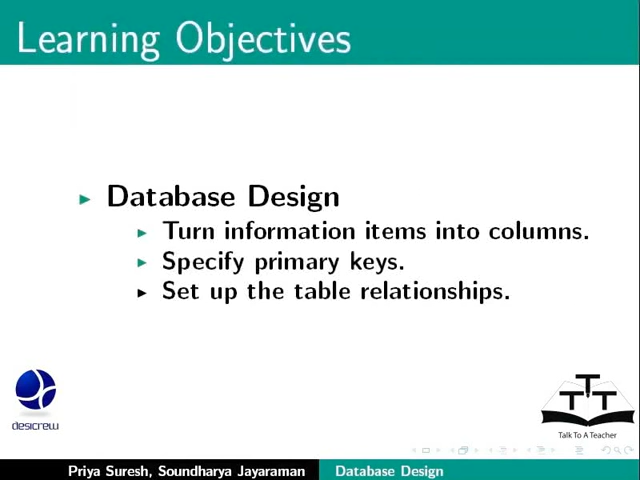 Learning Objectives
Database Design
Turn information items into columns.
Specify primary keys.
Set up the table relationships.
desicrew
TTT
Talk To A Teacher
Priya Suresh, Soundharya Jayaraman Database Design